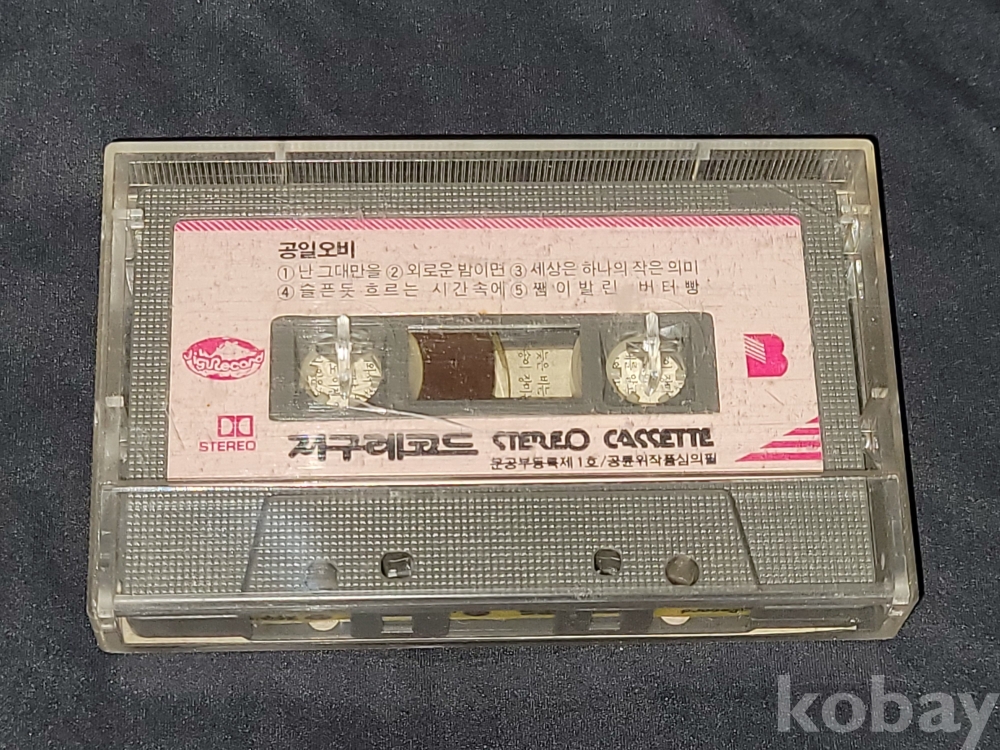 공일오비
① 난 그대만을 ② 외로운 밤이면 ③ 세상은 하나의 작은 의미
④ 슬픈듯 흐르는 시간속에 ⑤ 쨈이 발린 버터빵
JiguRecord
B
STEREO
지구레코드 STEREO CASSETTE
문공부등록제1호/공륜위작품심의필
kobay